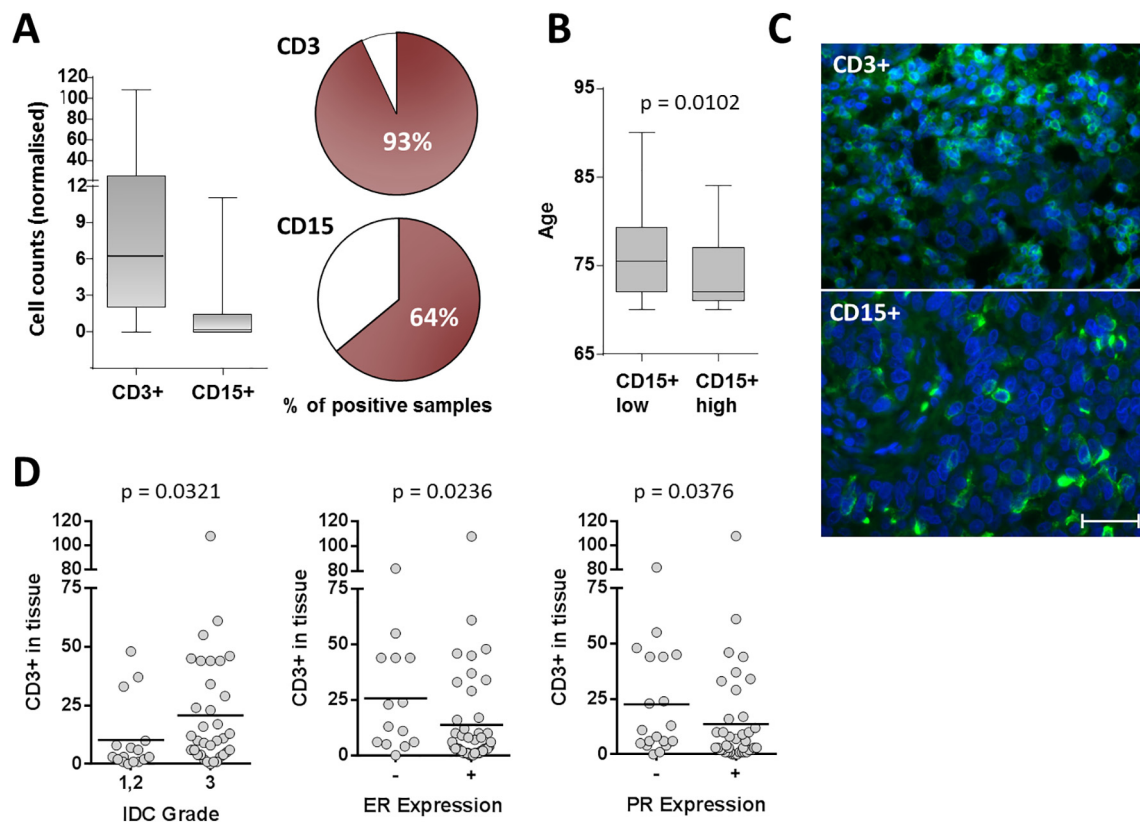 A
CD3
93%
CD15
64%
% of positive samples
Cell counts (normalised)
120
100
80
60
40
12
9
6
3
0
CD3+
CD15+
B
p = 0.0102
Age
95
85
75
65
CD15+
low
CD15+
high
C
CD3+
CD15+
D
p = 0.0321
CD3+ in tissue
120
100
80
75
50
25
0
1,2
3
IDC Grade
p = 0.0236
CD3+ in tissue
120
100
80
75
50
25
0
-
+
ER Expression
p = 0.0376
CD3+ in tissue
120
100
80
75
50
25
0
-
+
PR Expression